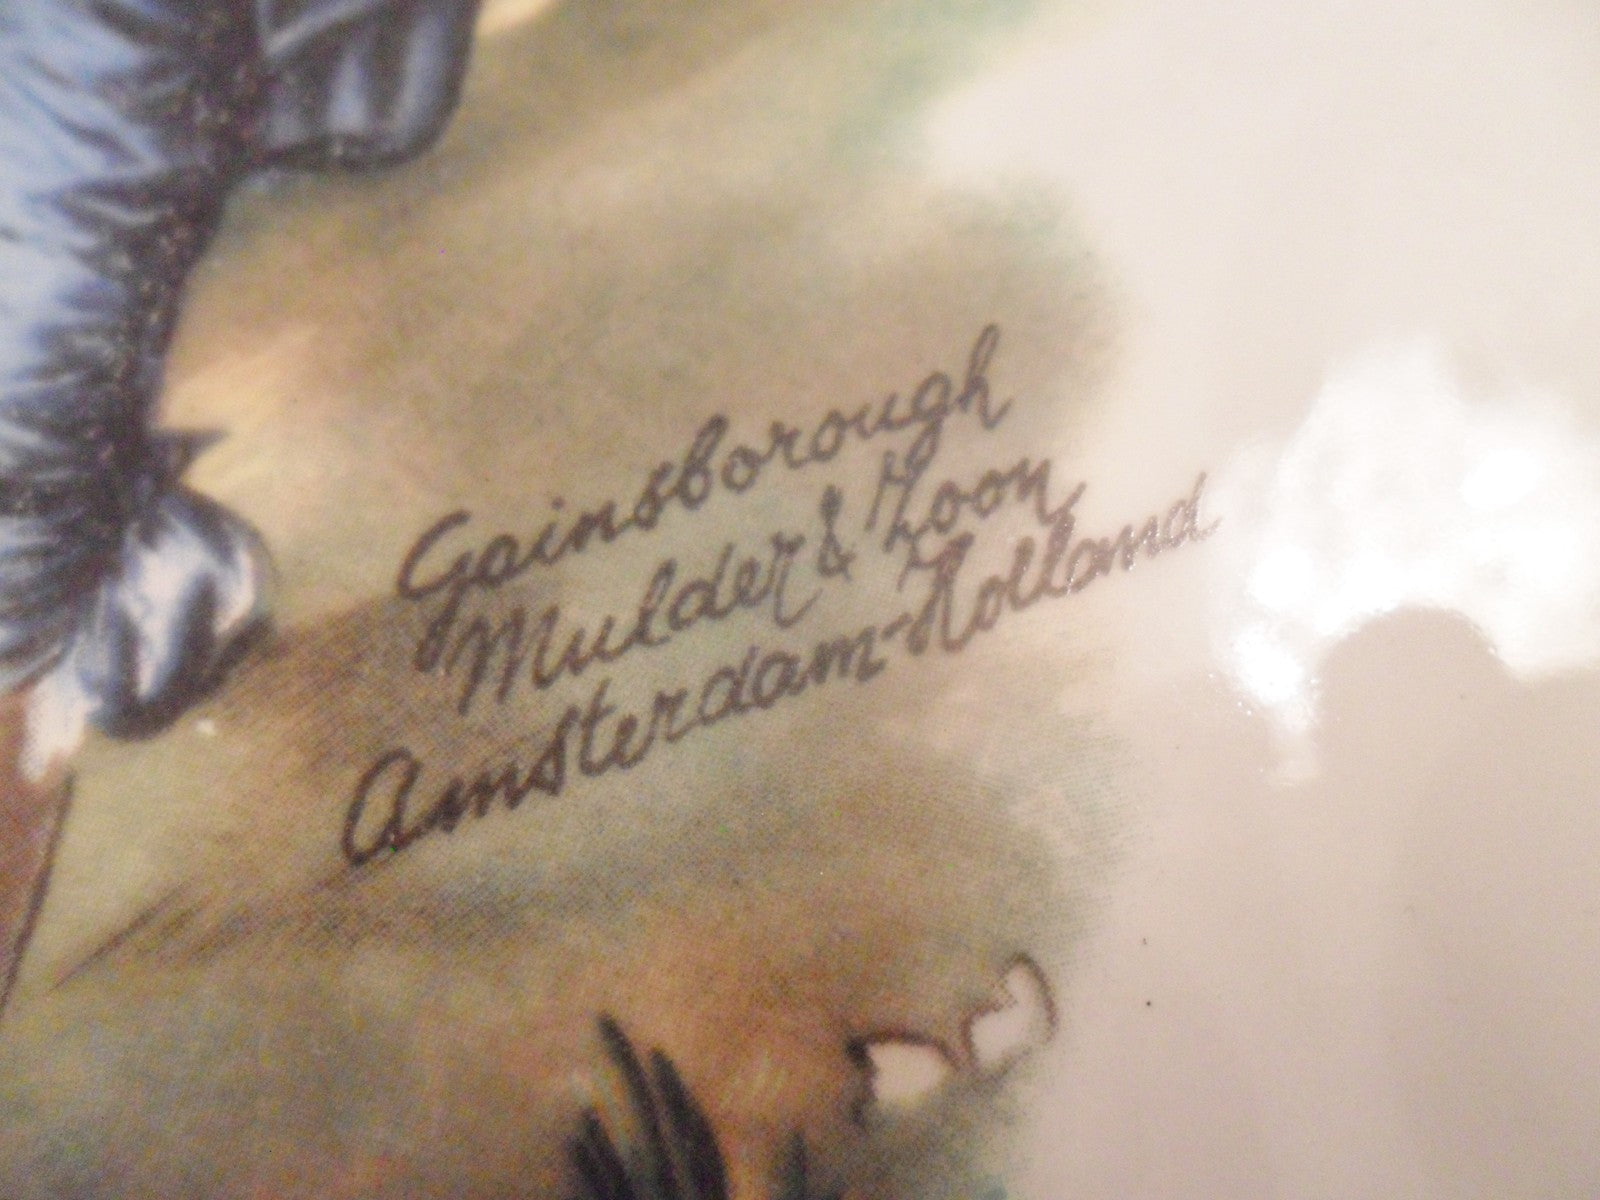 Gainsborough
Mulder & Zoon
Amsterdam-Holland